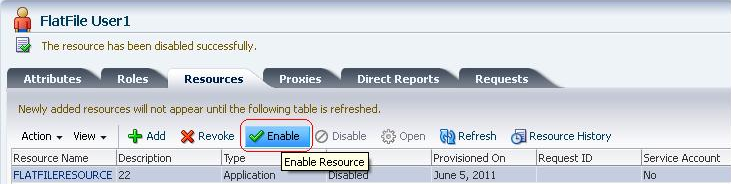 FlatFile User1
The resource has been disabled successfully.
Attributes Roles Resources Proxies Direct Reports Requests
Newly added resources will not appear until the following table is refreshed.
Action View Add Revoke Enable Disable Open Refresh Resource History
Resource Name Description Type Provisioned On Request ID Service Account
Enable Resource
FLATFILERESOURCE 22 Application Disabled June 5, 2011 No